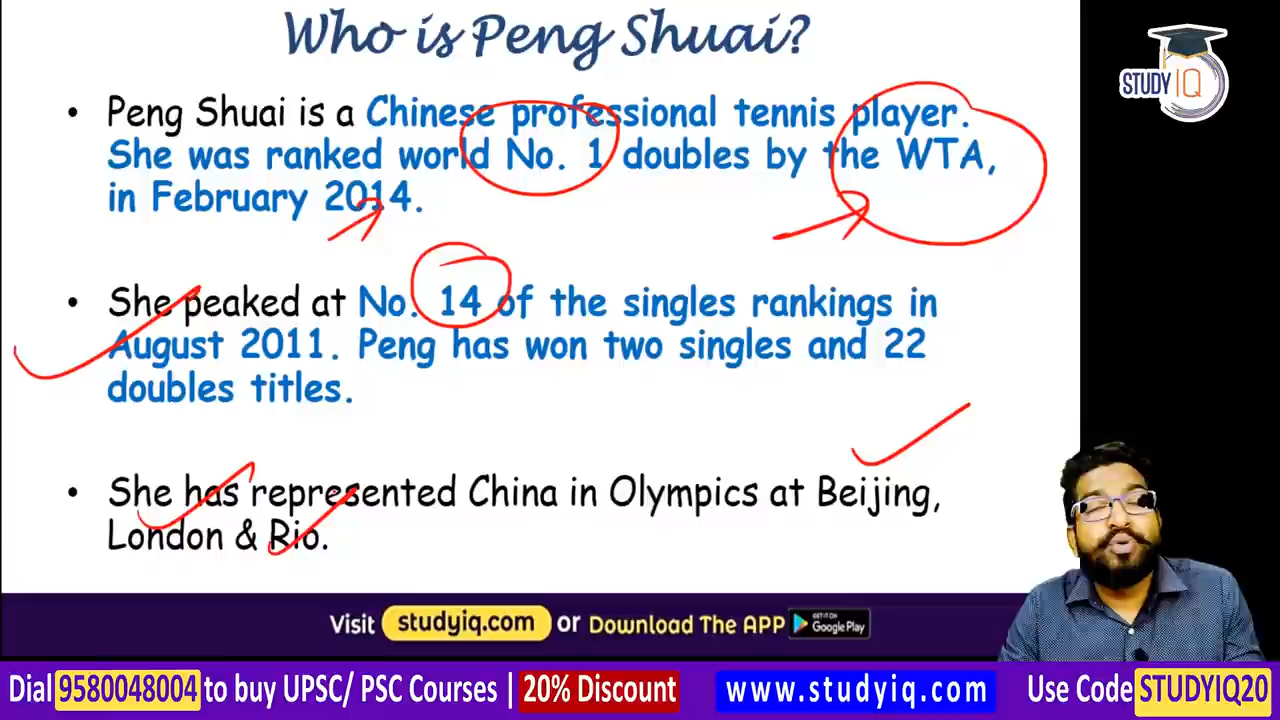 Who is Peng Shuai?
STUDY IQ
• Peng Shuai is a Chinese professional tennis player.
She was ranked world No. 1 doubles by the WTA,
in February 2014.
• She peaked at No. 14 of the singles rankings in
August 2011. Peng has won two singles and 22
doubles titles.
• She has represented China in Olympics at Beijing,
London & Rio.
Visit studyiq.com or Download The APP GET IT ON Google Play
Dial 9580048004 to buy UPSC/ PSC Courses | 20% Discount www.studyiq.com Use Code STUDYIQ20